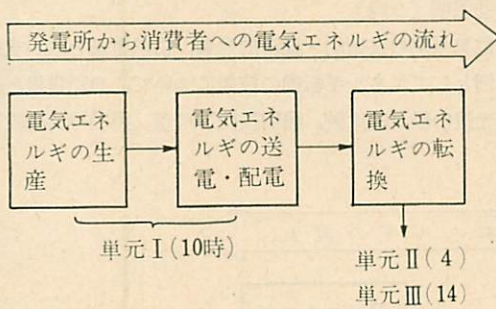 発電所から消費者への電気エネルギの流れ
電気エネ
ルギの生
産
電気エネ
ルギの送
電・配電
電気エネ
ルギの転
換
単元Ⅰ(10時)
単元Ⅱ(4)
単元Ⅲ(14)